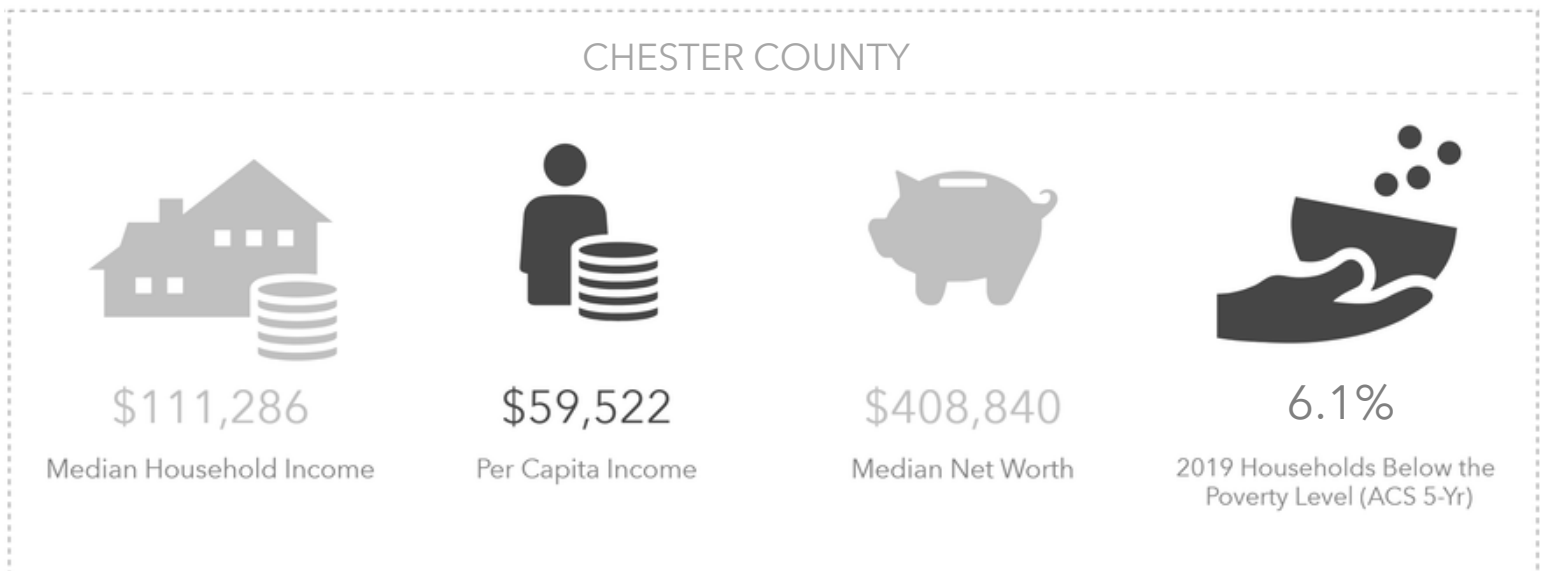 CHESTER COUNTY
$111,286
Median Household Income
$59,522
Per Capita Income
$408,840
Median Net Worth
6.1%
2019 Households Below the
Poverty Level (ACS 5-Yr)